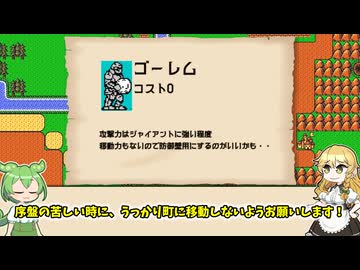 ゴーレム
コスト0
攻撃力はジャイアントに強い程度
移動力もないので防御壁用にするのがいいかも・・
序盤の苦しい時に、うっかり町に移動しないようお願いします！